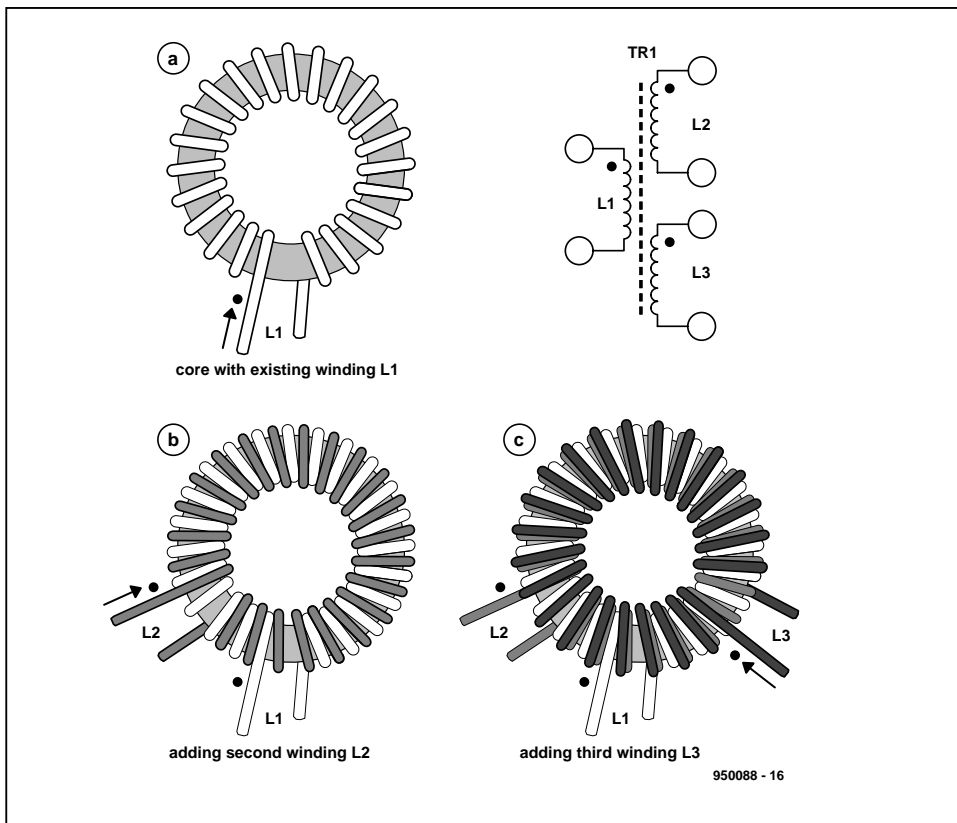 a
TR1
L2
L1
L3
L1
core with existing winding L1
b
c
L2
L1
adding second winding L2
L2
L3
L1
adding third winding L3
950088 - 16